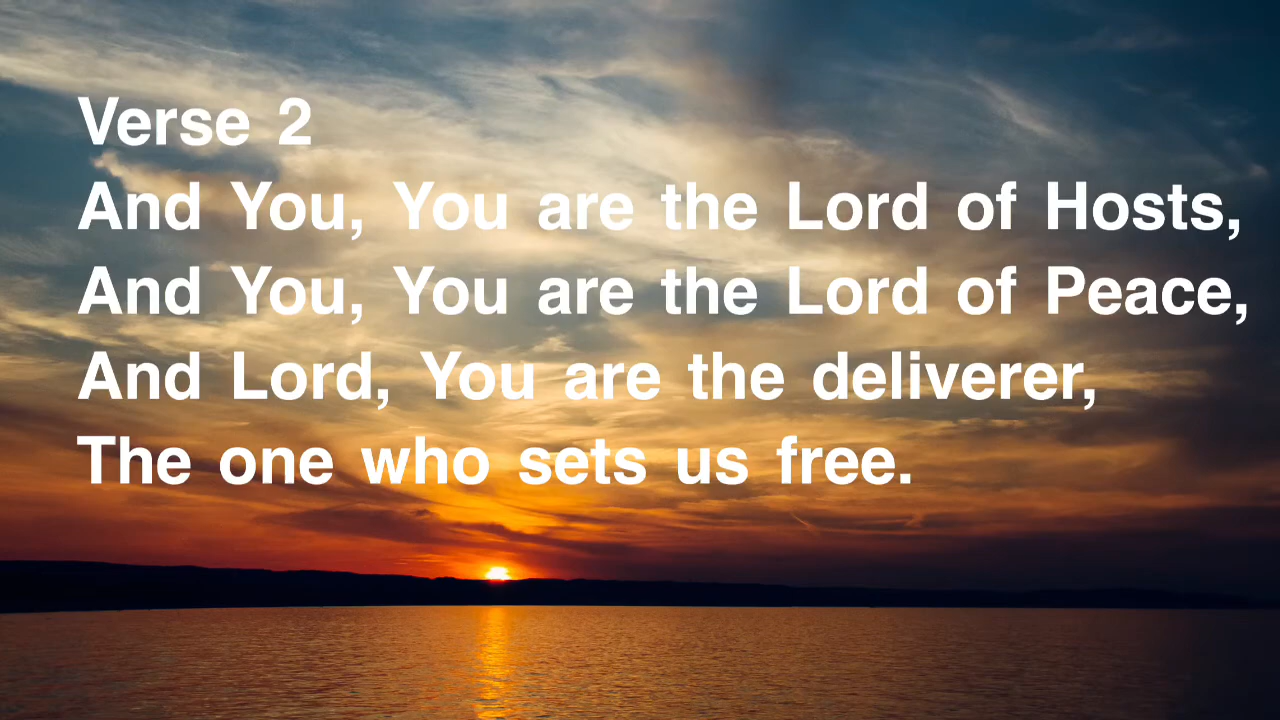 Verse 2
And You, You are the Lord of Hosts,
And You, You are the Lord of Peace,
And Lord, You are the deliverer,
The one who sets us free.